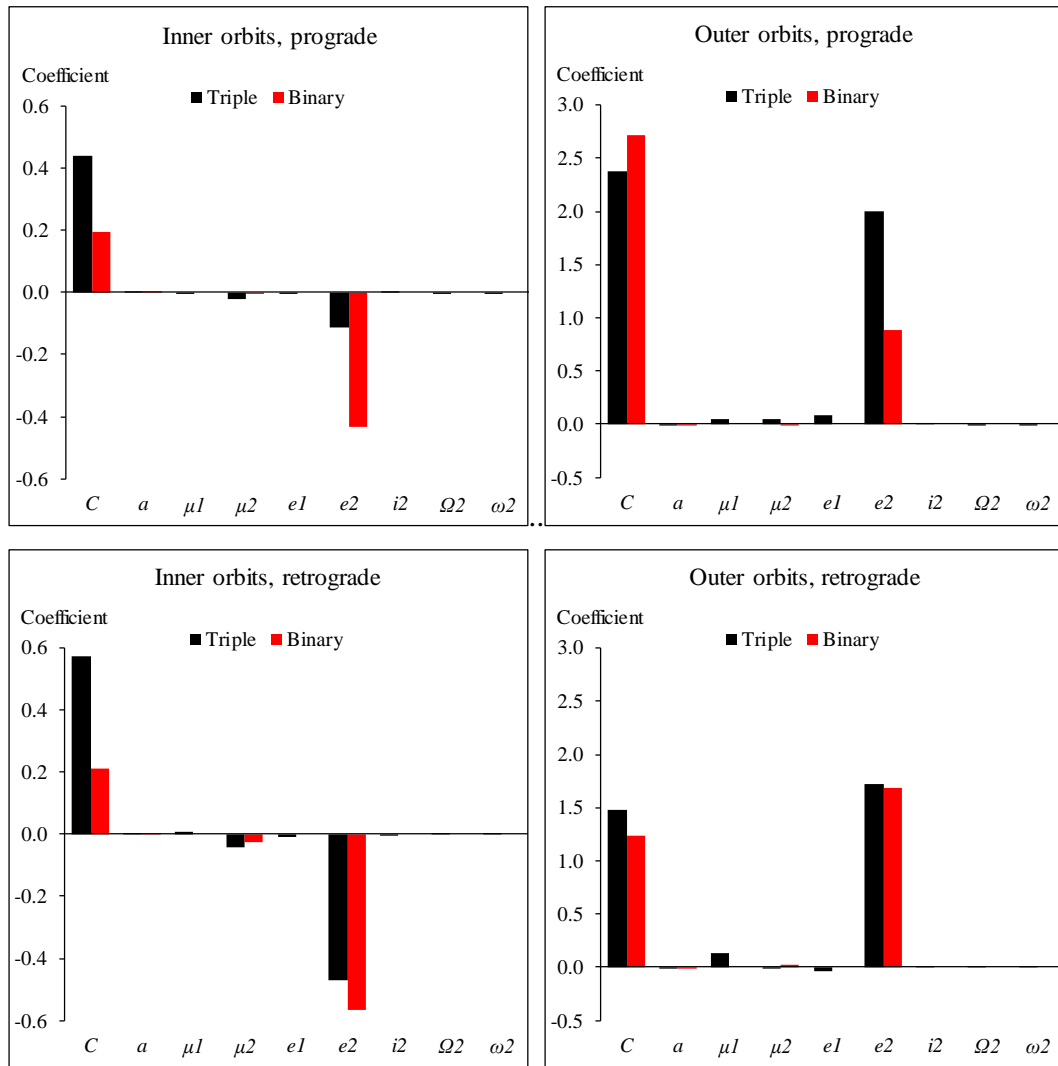 Inner orbits, prograde
Coefficient
Triple Binary
0.6
0.4
0.2
0.0
-0.2
-0.4
-0.6
C a μ1 μ2 e1 e2 i2 Ω2 ω2
Outer orbits, prograde
Coefficient
Triple Binary
3.0
2.5
2.0
1.5
1.0
0.5
0.0
-0.5
C a μ1 μ2 e1 e2 i2 Ω2 ω2
..
Inner orbits, retrograde
Coefficient
Triple Binary
0.6
0.4
0.2
0.0
-0.2
-0.4
-0.6
C a μ1 μ2 e1 e2 i2 Ω2 ω2
Outer orbits, retrograde
Coefficient
Triple Binary
3.0
2.5
2.0
1.5
1.0
0.5
0.0
-0.5
C a μ1 μ2 e1 e2 i2 Ω2 ω2